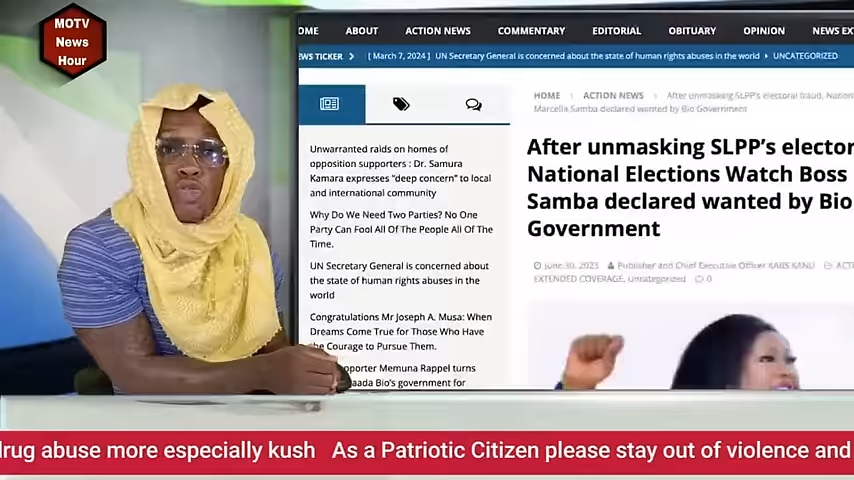 MOTV
News
Hour
OME ABOUT ACTION NEWS COMMENTARY EDITORIAL OBITUARY OPINION NEWS EX
EWS TICKER [ March 7, 2024 ] UN Secretary General is concerned about the state of human rights abuses in the world UNCATEGORIZED
Unwarranted raids on homes of
opposition supporters : Dr. Samura
Kamara expresses “deep concern” to local
and international community
Why Do We Need Two Parties? No One
Party Can Fool All Of The People All Of The
Time.
UN Secretary General is concerned about
the state of human rights abuses in the
world
Congratulations Mr Joseph A. Musa: When
Dreams Come True for Those Who Have
the Courage to Pursue Them.
pporter Memuna Rappel turns
aada Bio's government for
HOME ACTION NEWS After unmasking SLPP's electoral fraud, Nation
Marcella Samba declared wanted by Bio Government
After unmasking SLPP's elector
National Elections Watch Boss
Samba declared wanted by Bio
Government
June 30, 2023 Publisher and Chief Executive Officer KABS KANU ACTI
EXTENDED COVERAGE, Uncategorized 0
drug abuse more especially kush As a Patriotic Citizen please stay out of violence and